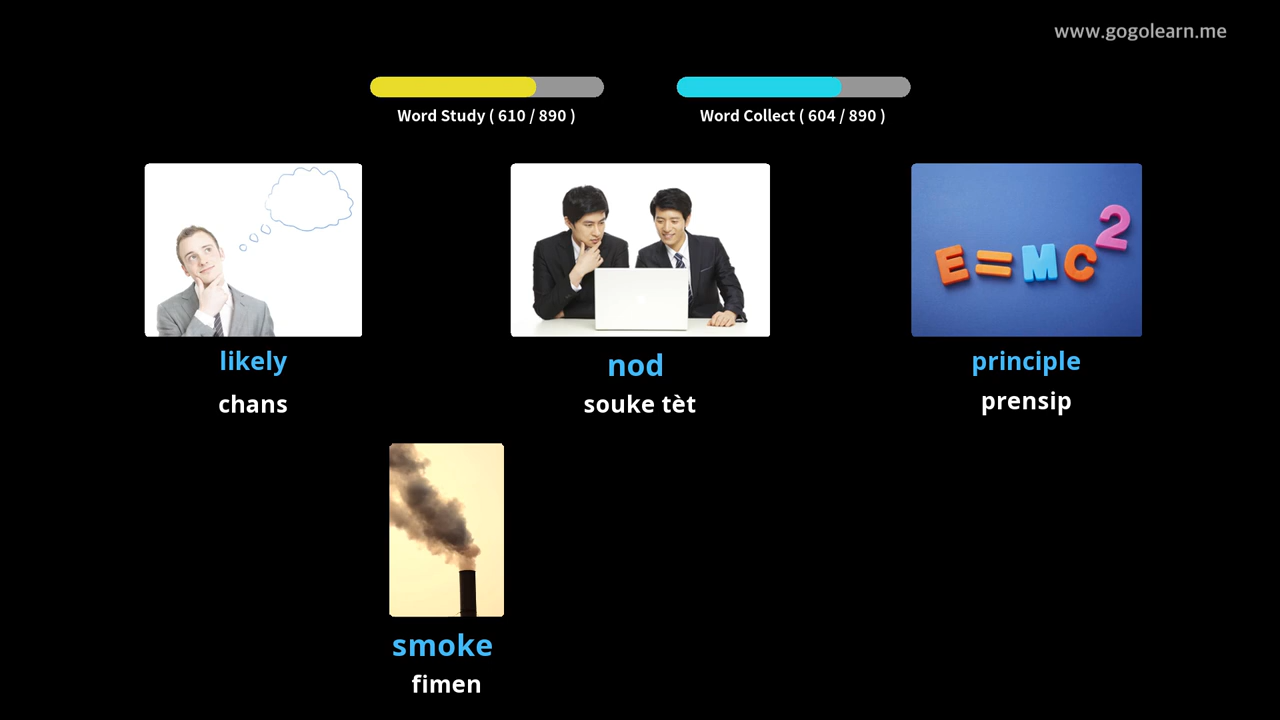 www.gogolearn.me
Word Study ( 610 / 890 )
Word Collect ( 604 / 890 )
E=MC2
likely
chans
nod
souke tèt
principle
prensip
smoke
fimen